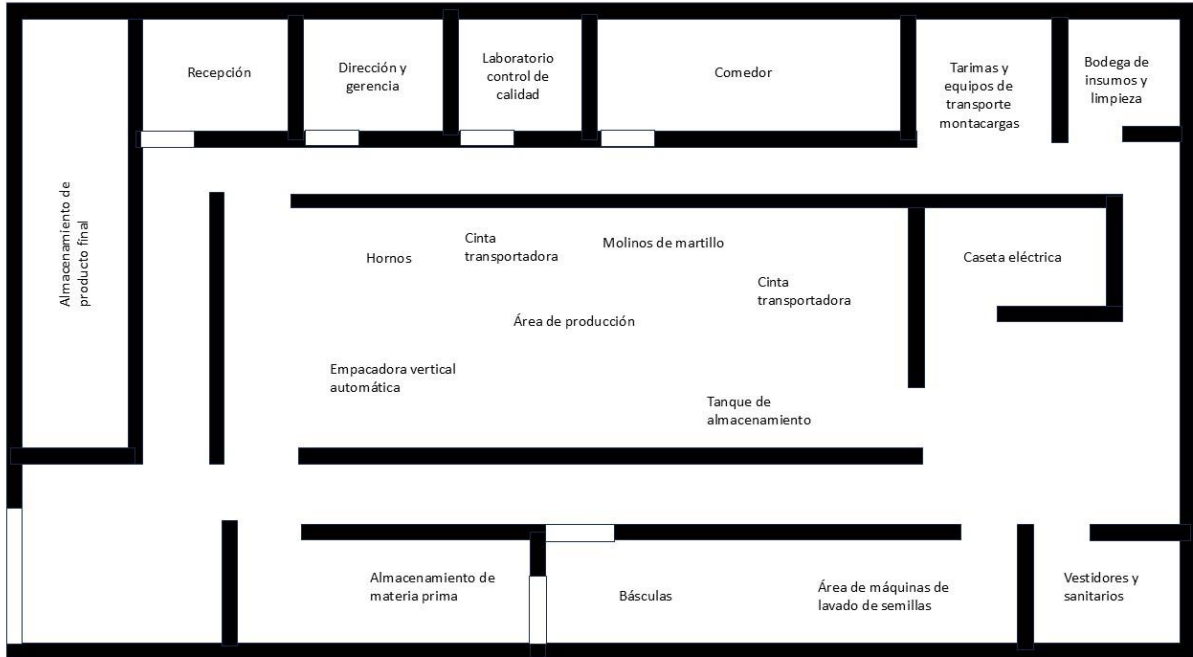 Recepción
Dirección y
gerencia
Laboratorio
control de
calidad
Comedor
Tarimas y
equipos de
transporte
montacargas
Bodega de
insumos y
limpieza
Almacenamiento de
producto final
Hornos
Cinta
transportadora
Molinos de martillo
Cinta
transportadora
Caseta eléctrica
Área de producción
Empacadora vertical
automática
Tanque de
almacenamiento
Almacenamiento de
materia prima
Básculas
Área de máquinas de
lavado de semillas
Vestidores y
sanitarios